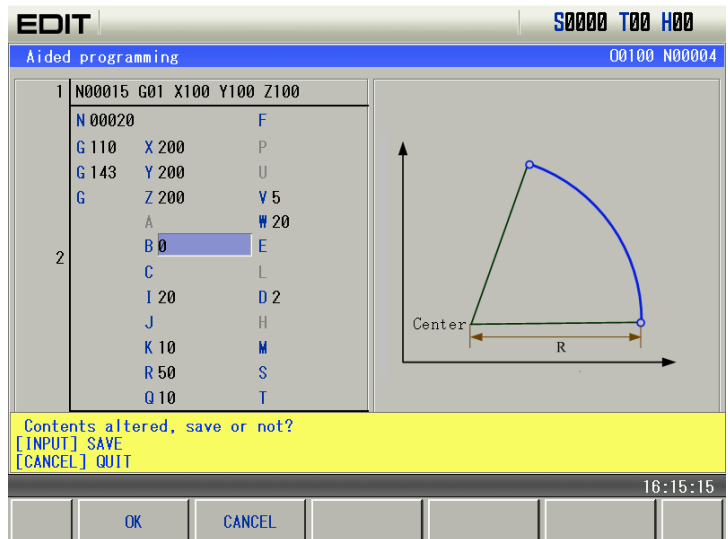 EDIT S0000 T00 H00
Aided programming O0100 N00004
1 N00015 G01 X100 Y100 Z100
N 00020 F
G 110 X 200 P
G 143 Y 200 U
G Z 200 V 5
A W 20
B 0 E
2
C L
I 20 D 2
J H
K 10 M
R 50 S
Q 10 T
Center
R
Contents altered, save or not?
[INPUT] SAVE
[CANCEL] QUIT
16:15:15
OK CANCEL